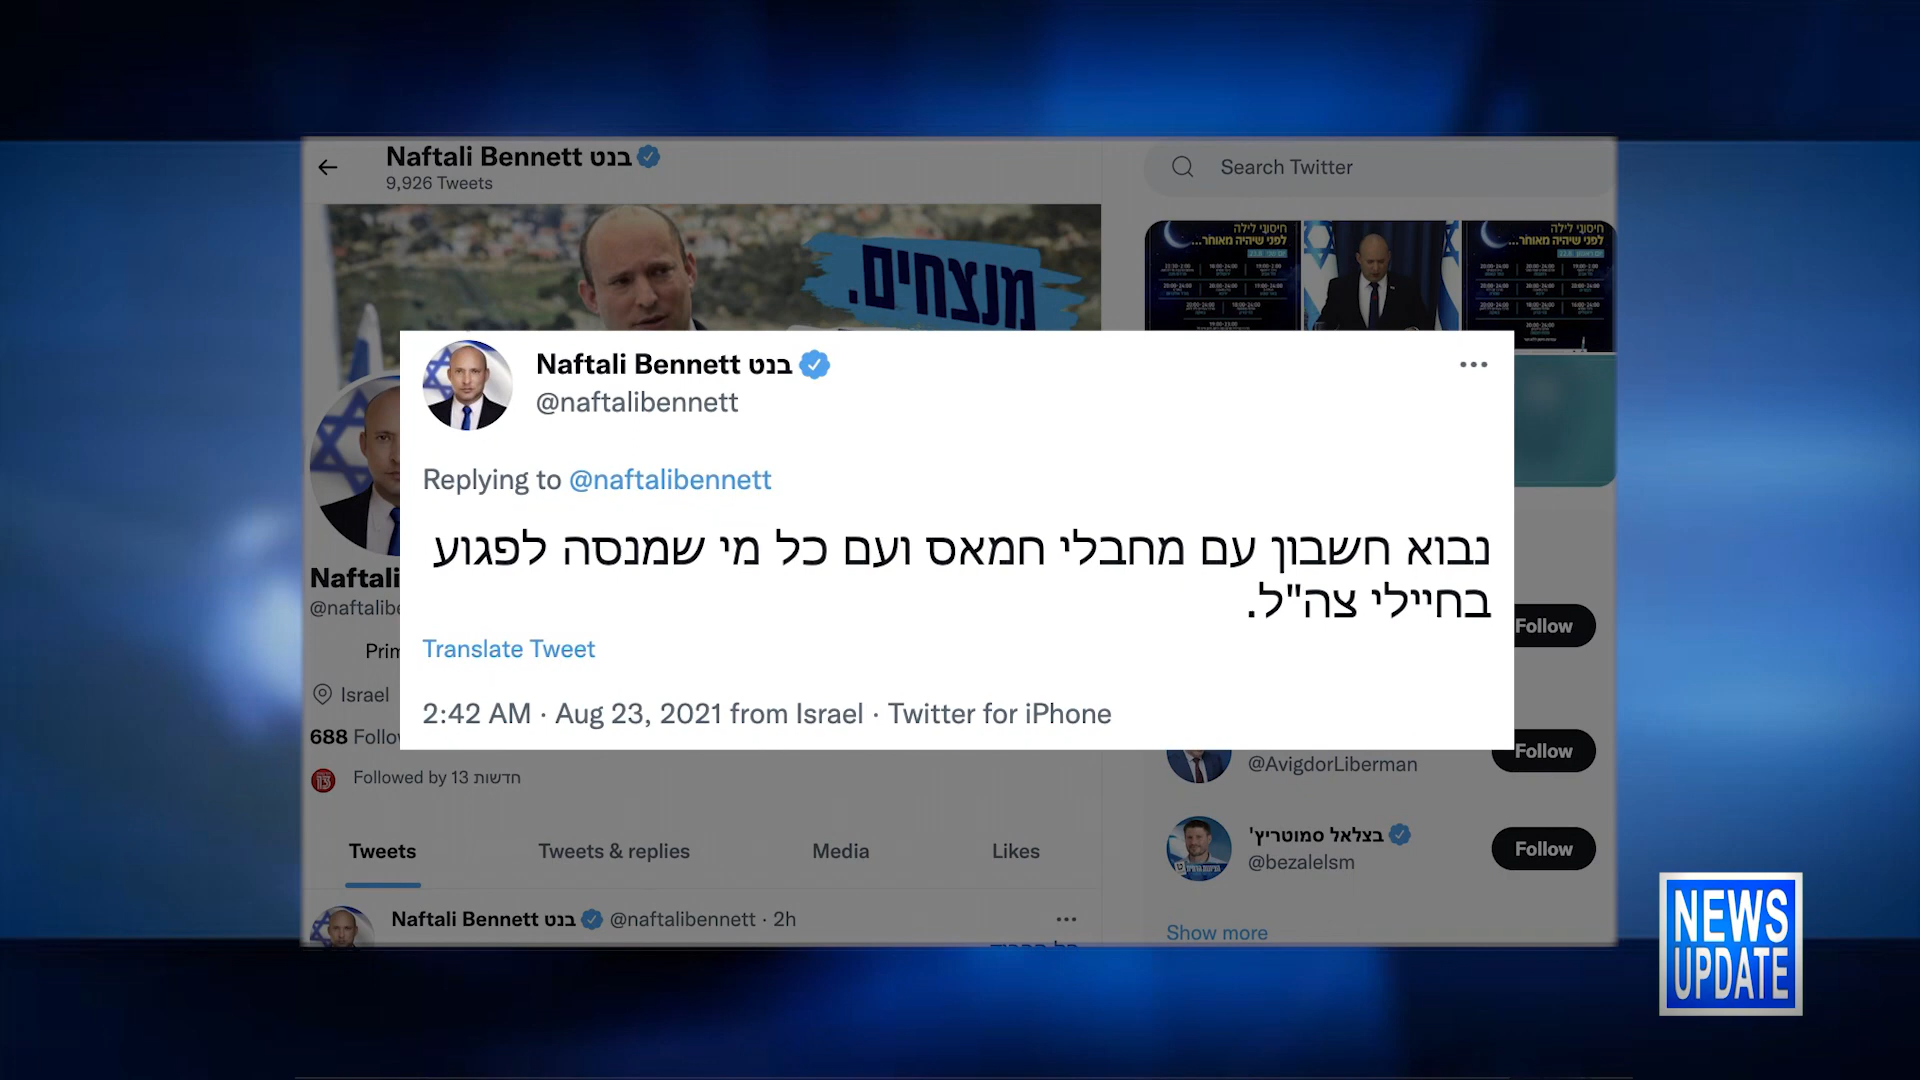 Naftali Bennett בנט
9,926 Tweets
Search Twitter
מנצחים.
חיסוני לילה
לפני שיהיה מאוחר...
חיסוני לילה
לפני שיהיה מאוחר...
Naftali Bennett בנט
@naftalibennett
Replying to @naftalibennett
נבוא חשבון עם מחבלי חמאס ועם כל מי שמנסה לפגוע
בחיילי צה"ל.
Translate Tweet
2:42 AM · Aug 23, 2021 from Israel · Twitter for iPhone
Naftali
@naftalibe
Prim
Israel
688 Follo
Followed by 13 חדשות
Follow
Follow
@AvigdorLiberman
בצלאל סמוטריץ'
@bezalelsm
Follow
Show more
Tweets
Tweets & replies
Media
Likes
Naftali Bennett בנט @naftalibennett · 2h
NEWS
UPDATE